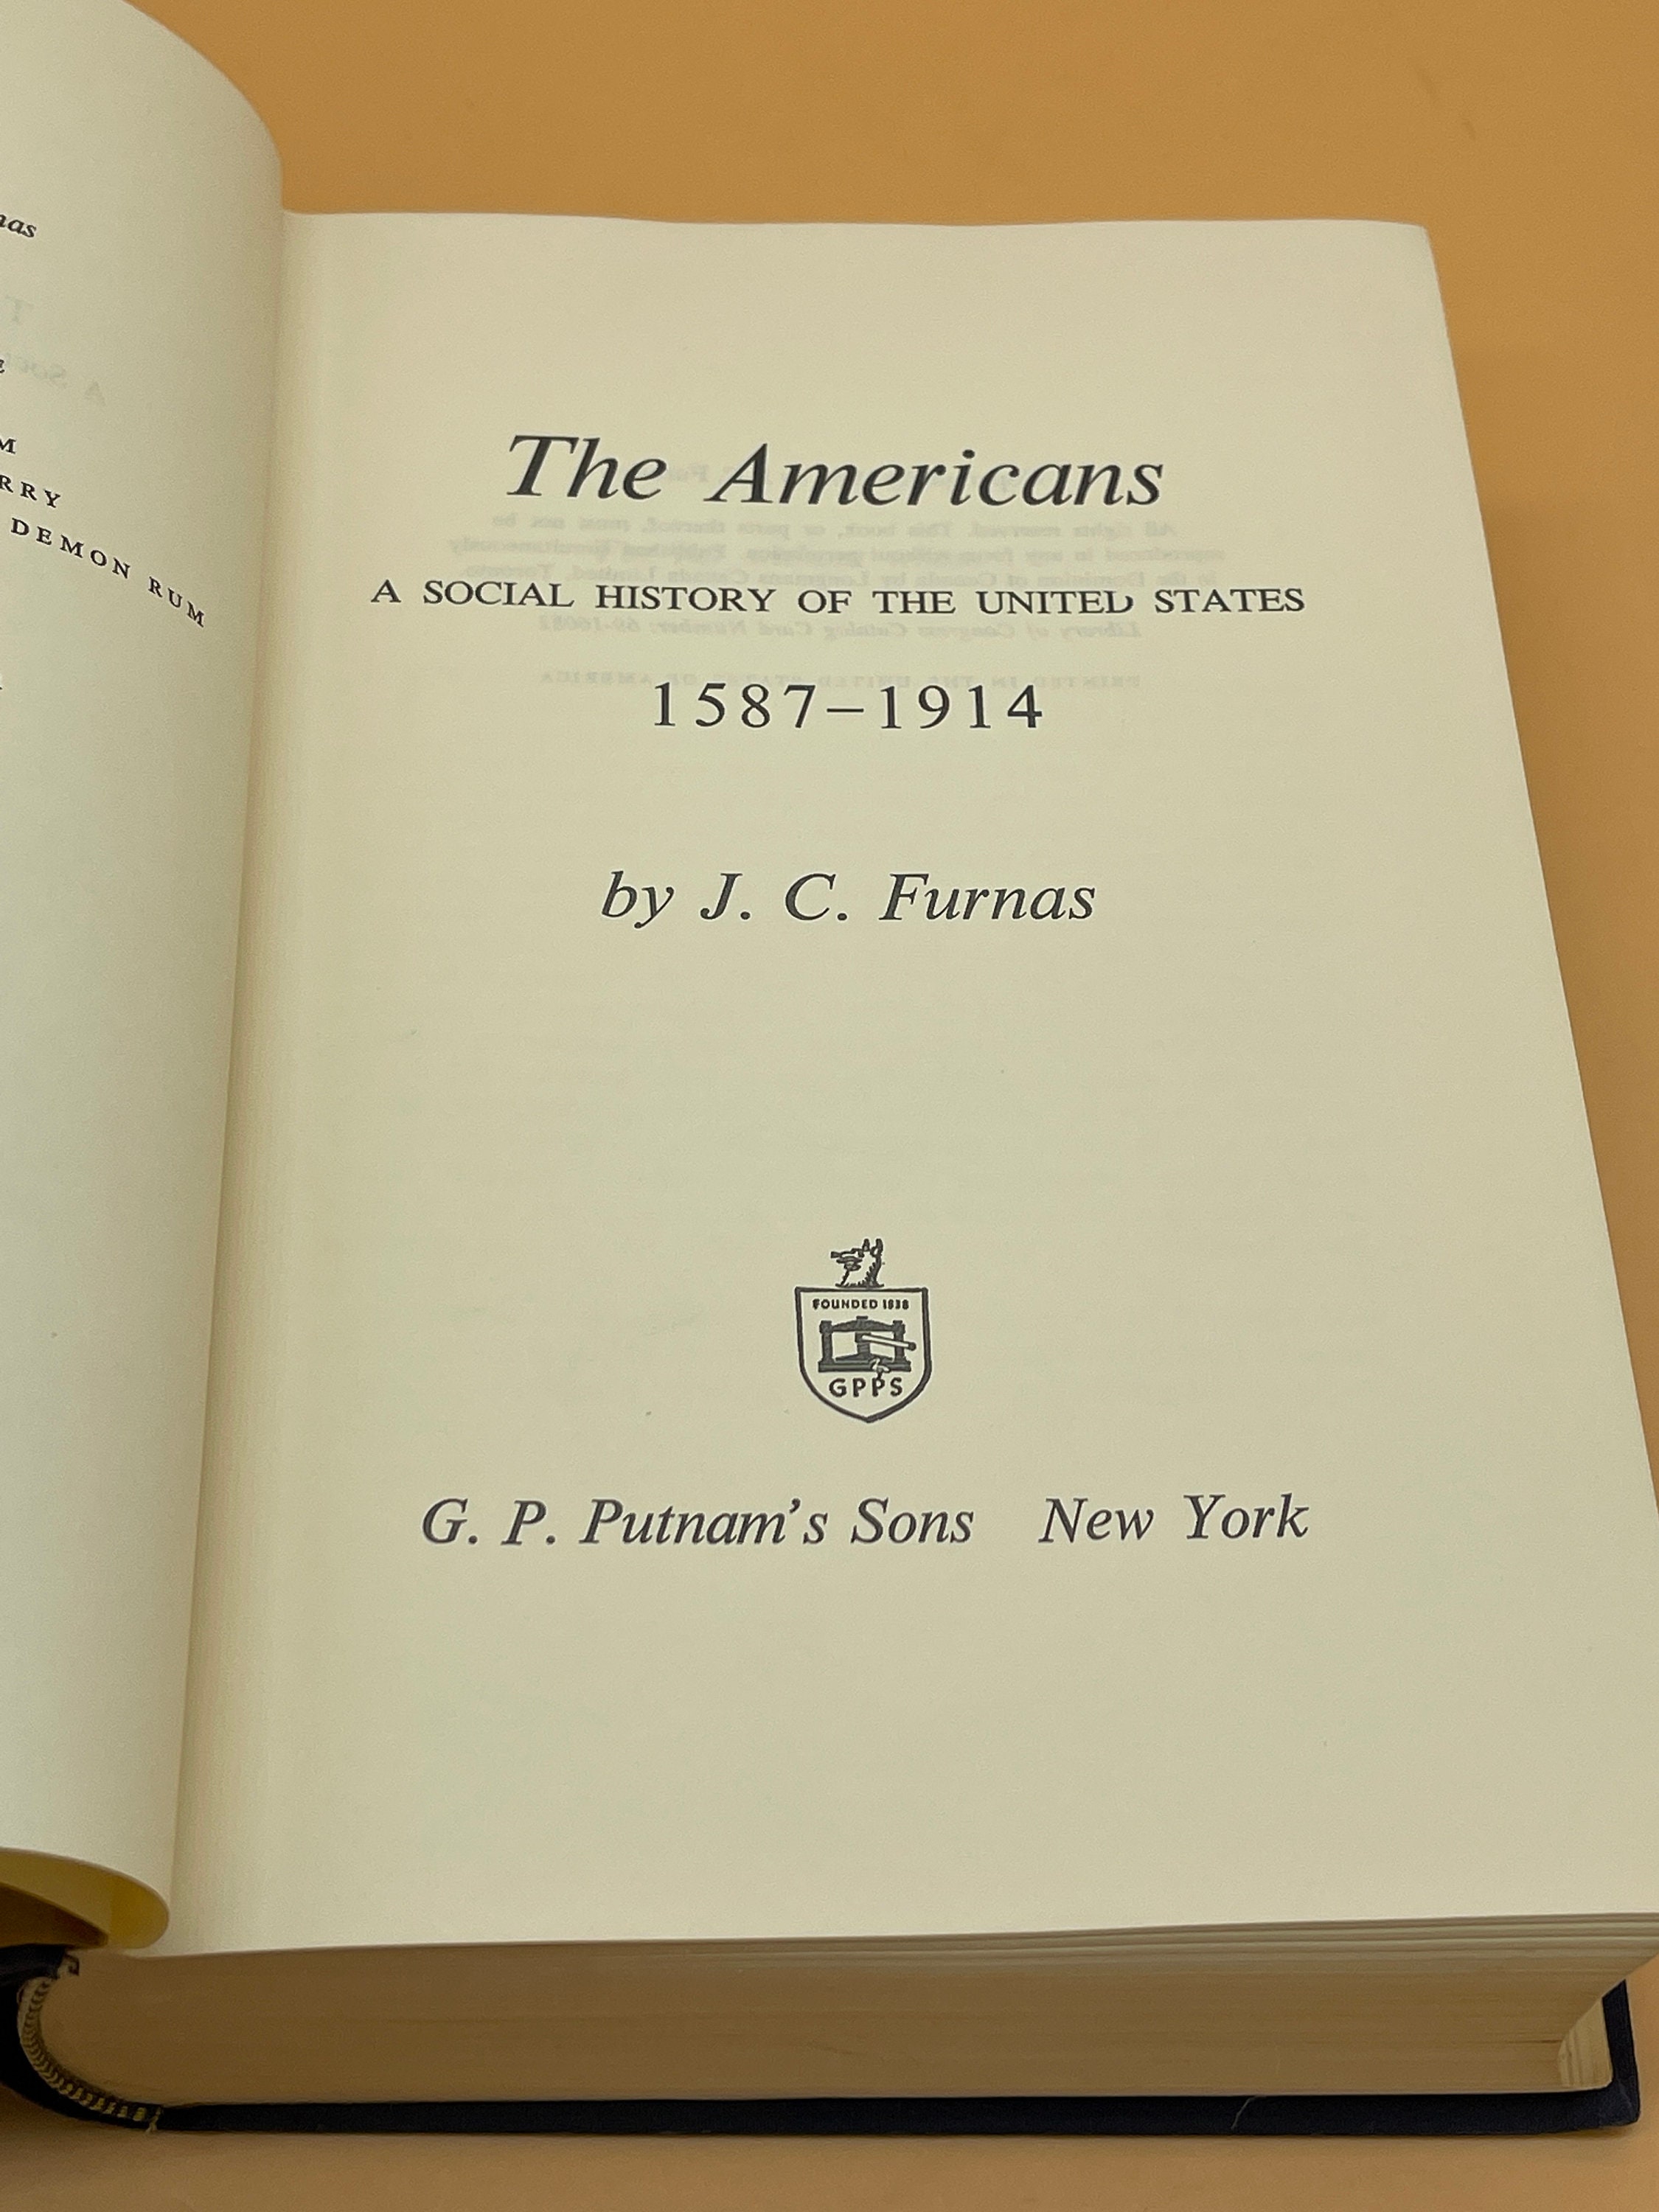 DEMON RUM
The Americans
A SOCIAL HISTORY OF THE UNITED STATES
1587–1914
by J. C. Furnas
FOUNDED 1838
GPPS
G. P. Putnam's Sons New York